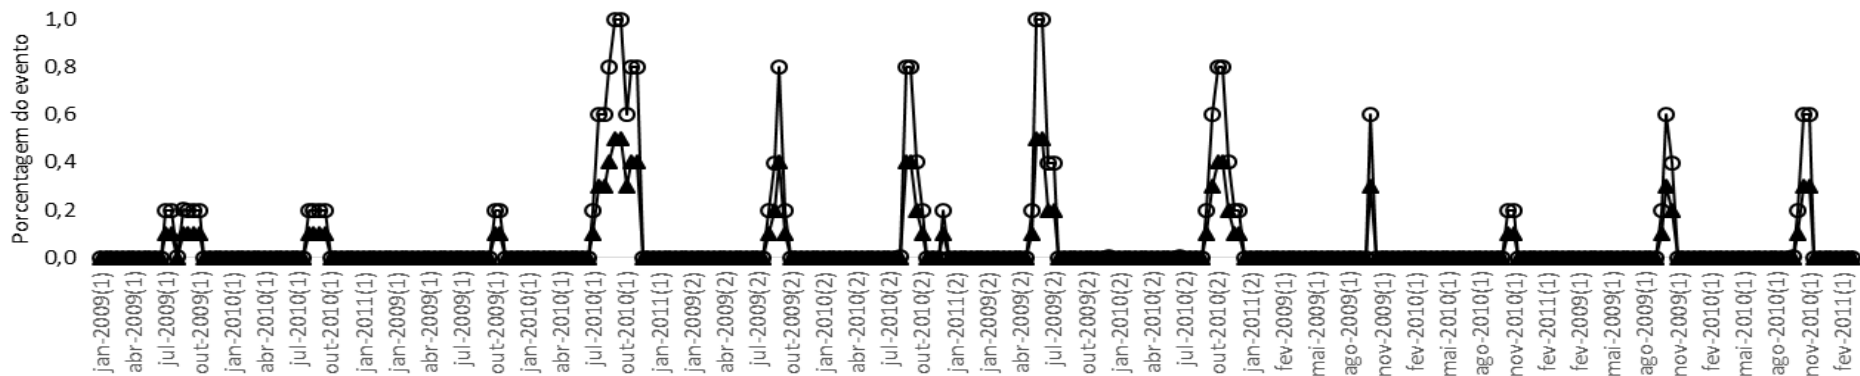 Porcentagem do evento
1,0
0,8
0,6
0,4
0,2
0,0
jan-2009(1)
abr-2009(1)
jul-2009(1)
out-2009(1)
jan-2010(1)
abr-2010(1)
jul-2010(1)
out-2010(1)
jan-2011(1)
jan-2009(1)
abr-2009(1)
jul-2009(1)
out-2009(1)
jan-2010(1)
abr-2010(1)
jul-2010(1)
out-2010(1)
jan-2011(1)
jan-2009(2)
abr-2009(2)
jul-2009(2)
out-2009(2)
jan-2010(2)
abr-2010(2)
jul-2010(2)
out-2010(2)
jan-2011(2)
jan-2009(2)
abr-2009(2)
jul-2009(2)
out-2009(2)
jan-2010(2)
abr-2010(2)
jul-2010(2)
out-2010(2)
jan-2011(2)
fev-2009(1)
mai-2009(1)
ago-2009(1)
nov-2009(1)
fev-2010(1)
mai-2010(1)
ago-2010(1)
nov-2010(1)
fev-2011(1)
fev-2009(1)
mai-2009(1)
ago-2009(1)
nov-2009(1)
fev-2010(1)
mai-2010(1)
ago-2010(1)
nov-2010(1)
fev-2011(1)